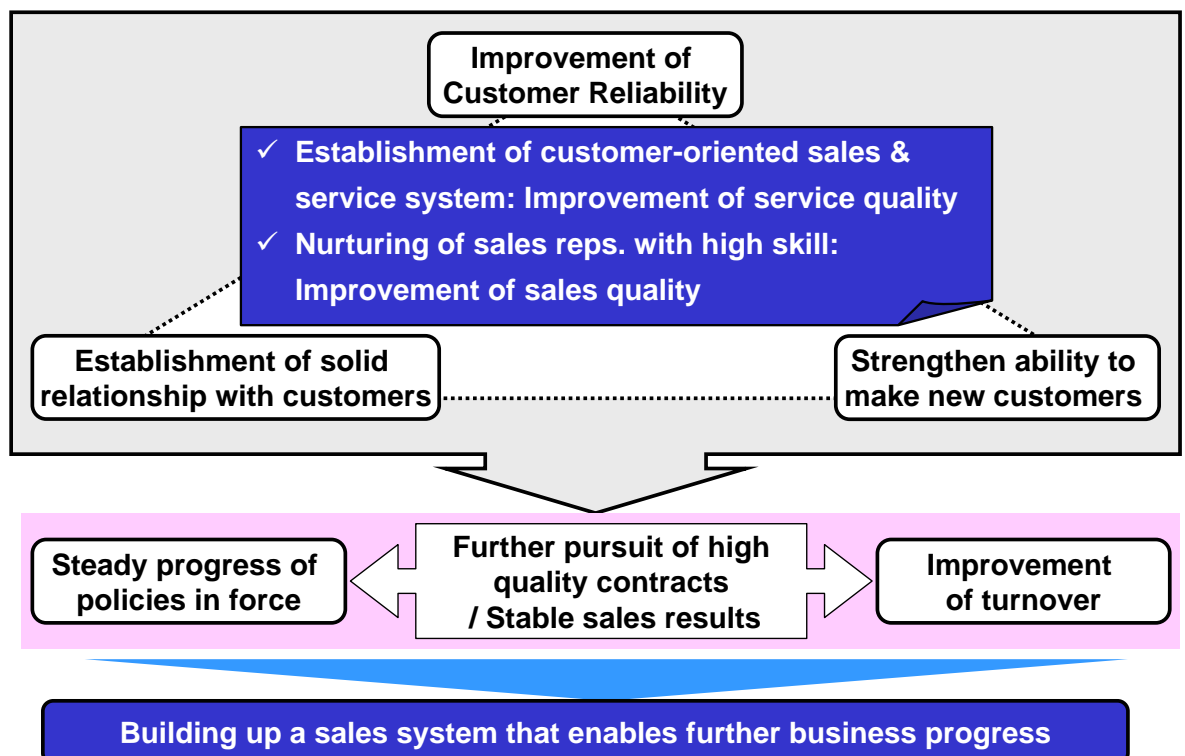 Improvement of
Customer Reliability
✓ Establishment of customer-oriented sales &
service system: Improvement of service quality
✓ Nurturing of sales reps. with high skill:
Improvement of sales quality
Establishment of solid
relationship with customers
Strengthen ability to
make new customers
Steady progress of
policies in force
Further pursuit of high
quality contracts
/ Stable sales results
Improvement
of turnover
Building up a sales system that enables further business progress